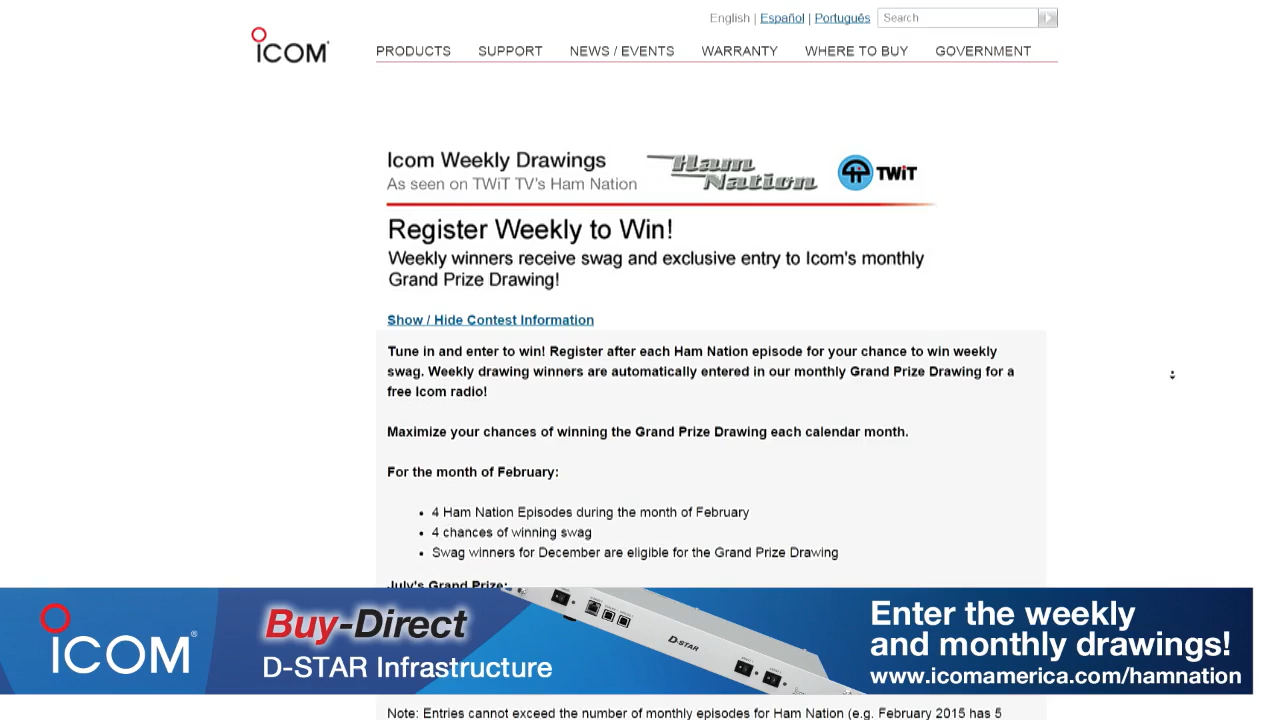 English | Español | Português
Search
ICOM
PRODUCTS SUPPORT NEWS / EVENTS WARRANTY WHERE TO BUY GOVERNMENT
Icom Weekly Drawings
As seen on TWiT TV's Ham Nation
Ham Nation
TWiT
Register Weekly to Win!
Weekly winners receive swag and exclusive entry to Icom's monthly
Grand Prize Drawing!
Show / Hide Contest Information
Tune in and enter to win! Register after each Ham Nation episode for your chance to win weekly
swag. Weekly drawing winners are automatically entered in our monthly Grand Prize Drawing for a
free Icom radio!
Maximize your chances of winning the Grand Prize Drawing each calendar month.
For the month of February:
• 4 Ham Nation Episodes during the month of February
• 4 chances of winning swag
• Swag winners for December are eligible for the Grand Prize Drawing
July's Grand Prize:
ICOM®
Buy-Direct
D-STAR Infrastructure
D-STAR
Enter the weekly
and monthly drawings!
www.icomamerica.com/hamnation
Note: Entries cannot exceed the number of monthly episodes for Ham Nation (e.g. February 2015 has 5